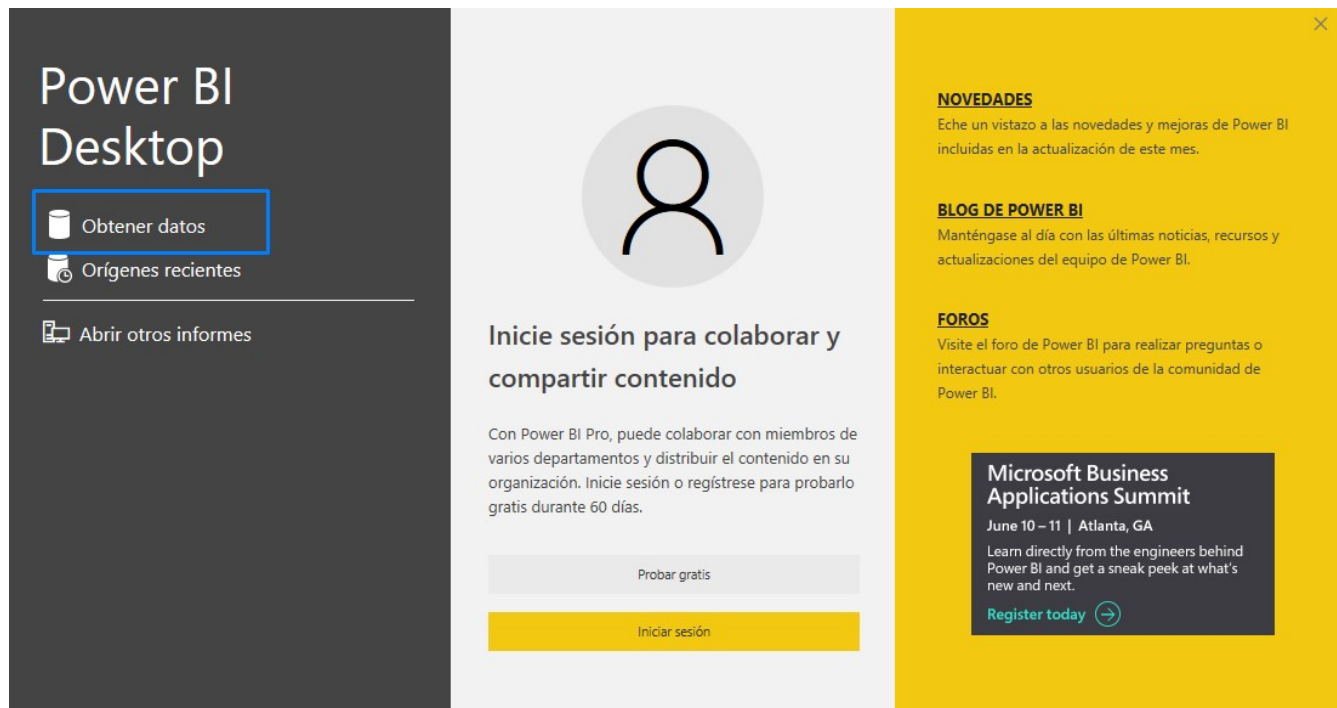 Power BI
Desktop
Obtener datos
Orígenes recientes
Abrir otros informes
Inicie sesión para colaborar y
compartir contenido
Con Power BI Pro, puede colaborar con miembros de
varios departamentos y distribuir el contenido en su
organización. Inicie sesión o regístrese para probarlo
gratis durante 60 días.
Probar gratis
Iniciar sesión
NOVEDADES
Eche un vistazo a las novedades y mejoras de Power BI
incluidas en la actualización de este mes.
BLOG DE POWER BI
Manténgase al día con las últimas noticias, recursos y
actualizaciones del equipo de Power BI.
FOROS
Visite el foro de Power BI para realizar preguntas o
interactuar con otros usuarios de la comunidad de
Power BI.
Microsoft Business
Applications Summit
June 10 – 11 | Atlanta, GA
Learn directly from the engineers behind
Power BI and get a sneak peek at what's
new and next.
Register today